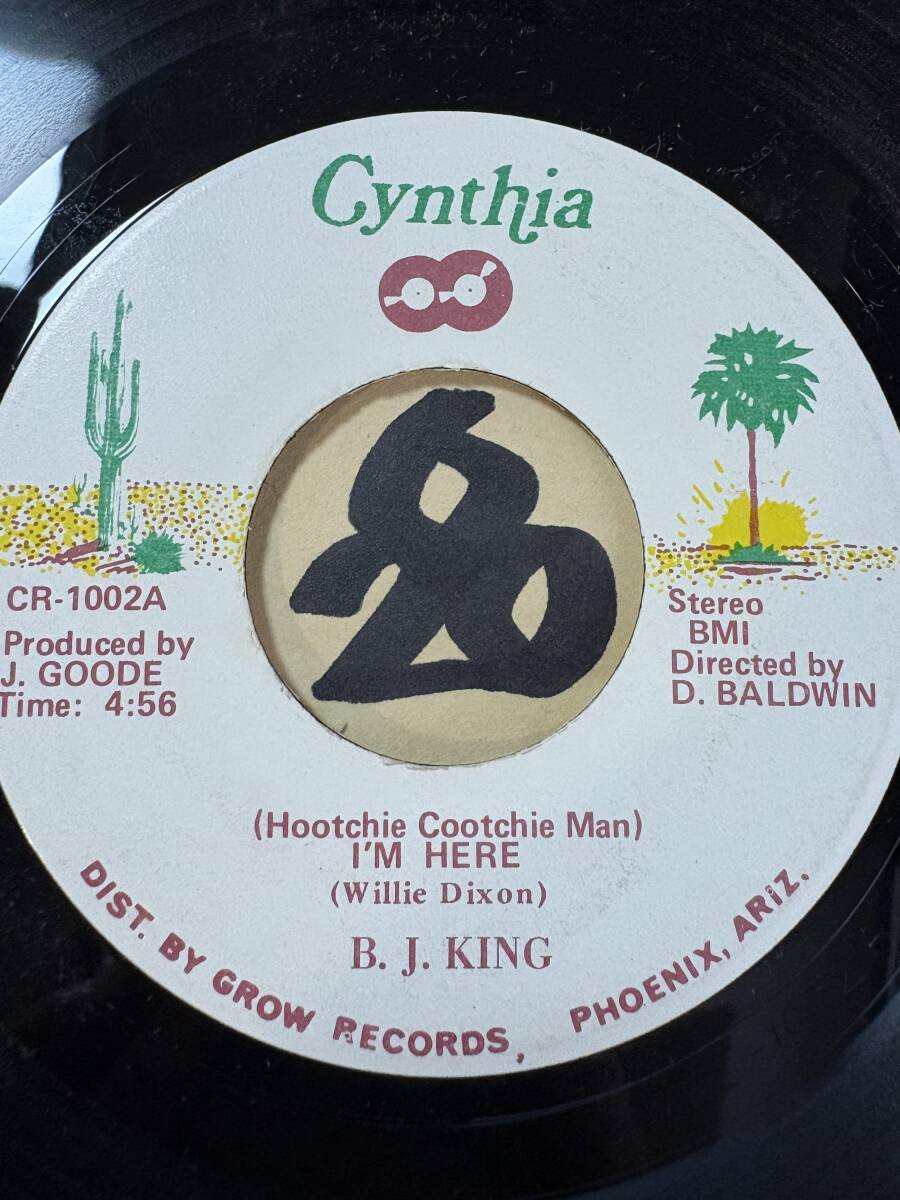 Cynthia
CR-1002A
Produced by
J. GOODE
Time: 4:56
Stereo
BMI
Directed by
D. BALDWIN
(Hootchie Cootchie Man)
I'M HERE
(Willie Dixon)
B. J. KING
DIST. BY GROW RECORDS, PHOENIX, ARiZ.